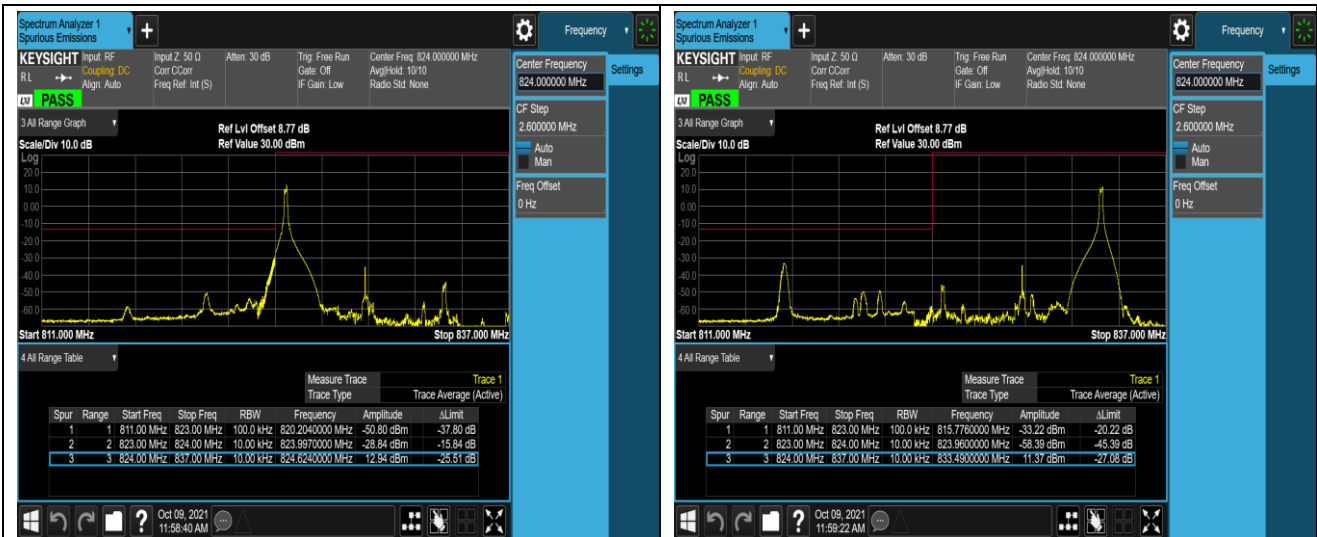 Spectrum Analyzer 1
Spurious Emissions
+
Frequency
KEYSIGHT
Input: RF
Input Z: 50 Ω
Atten: 30 dB
Trig: Free Run
Center Freq: 824.000000 MHz
R L
Coupling: DC
Corr CCorr
Gate: Off
Avg|Hold: 10/10
Align: Auto
Freq Ref: Int (S)
IF Gain: Low
Radio Std: None
LXI
PASS
Center Frequency
824.000000 MHz
Settings
CF Step
2.600000 MHz
Auto
Man
Freq Offset
0 Hz
3 All Range Graph
Ref Lvl Offset 8.77 dB
Scale/Div 10.0 dB
Ref Value 30.00 dBm
Log
20.0
10.0
0.00
-10.0
-20.0
-30.0
-40.0
-50.0
-60.0
Start 811.000 MHz
Stop 837.000 MHz
4 All Range Table
Measure Trace Trace 1
Trace Type Trace Average (Active)
Spur Range Start Freq Stop Freq RBW Frequency Amplitude ΔLimit
1 1 811.00 MHz 823.00 MHz 100.0 kHz 820.2040000 MHz -50.80 dBm -37.80 dB
2 2 823.00 MHz 824.00 MHz 10.00 kHz 823.9970000 MHz -28.84 dBm -15.84 dB
3 3 824.00 MHz 837.00 MHz 10.00 kHz 824.6240000 MHz 12.94 dBm -25.51 dB
?
Oct 09, 2021
11:58:40 AM
Spectrum Analyzer 1
Spurious Emissions
+
Frequency
KEYSIGHT
Input: RF
Input Z: 50 Ω
Atten: 30 dB
Trig: Free Run
Center Freq: 824.000000 MHz
R L
Coupling: DC
Corr CCorr
Gate: Off
Avg|Hold: 10/10
Align: Auto
Freq Ref: Int (S)
IF Gain: Low
Radio Std: None
LXI
PASS
Center Frequency
824.000000 MHz
Settings
CF Step
2.600000 MHz
Auto
Man
Freq Offset
0 Hz
3 All Range Graph
Ref Lvl Offset 8.77 dB
Scale/Div 10.0 dB
Ref Value 30.00 dBm
Log
20.0
10.0
0.00
-10.0
-20.0
-30.0
-40.0
-50.0
-60.0
Start 811.000 MHz
Stop 837.000 MHz
4 All Range Table
Measure Trace Trace 1
Trace Type Trace Average (Active)
Spur Range Start Freq Stop Freq RBW Frequency Amplitude ΔLimit
1 1 811.00 MHz 823.00 MHz 100.0 kHz 815.7760000 MHz -33.22 dBm -20.22 dB
2 2 823.00 MHz 824.00 MHz 10.00 kHz 823.9600000 MHz -58.39 dBm -45.39 dB
3 3 824.00 MHz 837.00 MHz 10.00 kHz 833.4900000 MHz 11.37 dBm -27.08 dB
?
Oct 09, 2021
11:59:22 AM